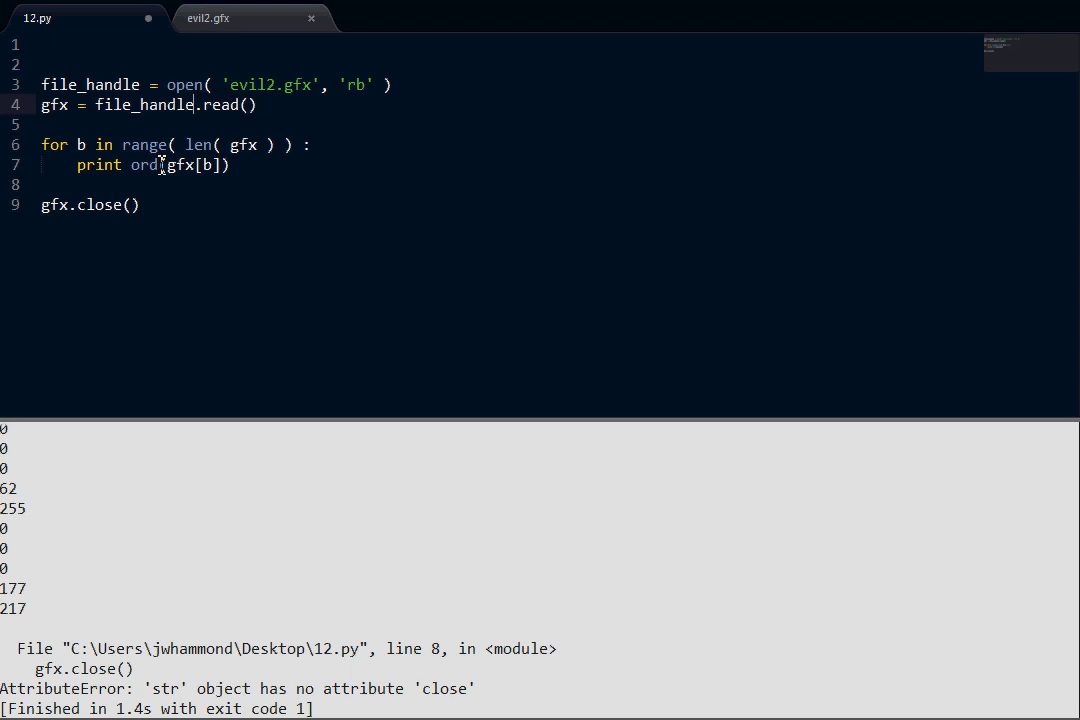 12.py
evil2.gfx ×
1
2
3 file_handle = open( 'evil2.gfx', 'rb' )
4 gfx = file_handle.read()
5
6 for b in range( len( gfx ) ) :
7 print ord(gfx[b])
8
9 gfx.close()
0
0
0
62
255
0
0
0
177
217
File "C:\Users\jwhammond\Desktop\12.py", line 8, in <module>
gfx.close()
AttributeError: 'str' object has no attribute 'close'
[Finished in 1.4s with exit code 1]